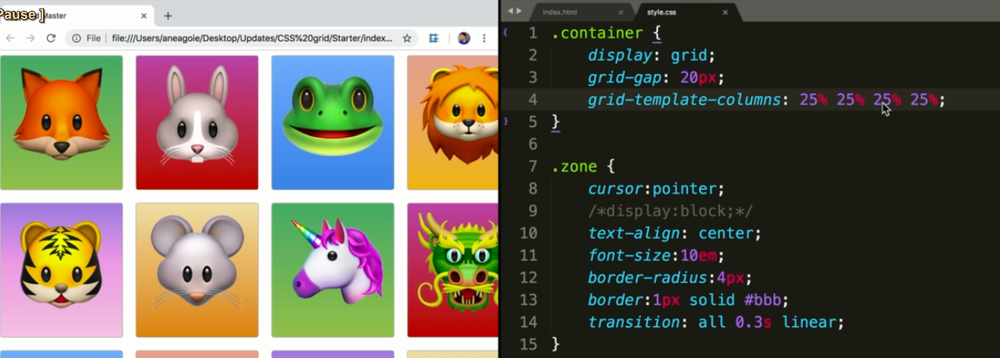 Pause ]
Master
File
file:///Users/aneagoie/Desktop/Updates/CSS%20grid/Starter/index...
index.html
style.css
1 .container {
2 display: grid;
3 grid-gap: 20px;
4 grid-template-columns: 25% 25% 25% 25%;
5 }
6
7 .zone {
8 cursor:pointer;
9 /*display:block;*/
10 text-align: center;
11 font-size:10em;
12 border-radius:4px;
13 border:1px solid #bbb;
14 transition: all 0.3s linear;
15 }